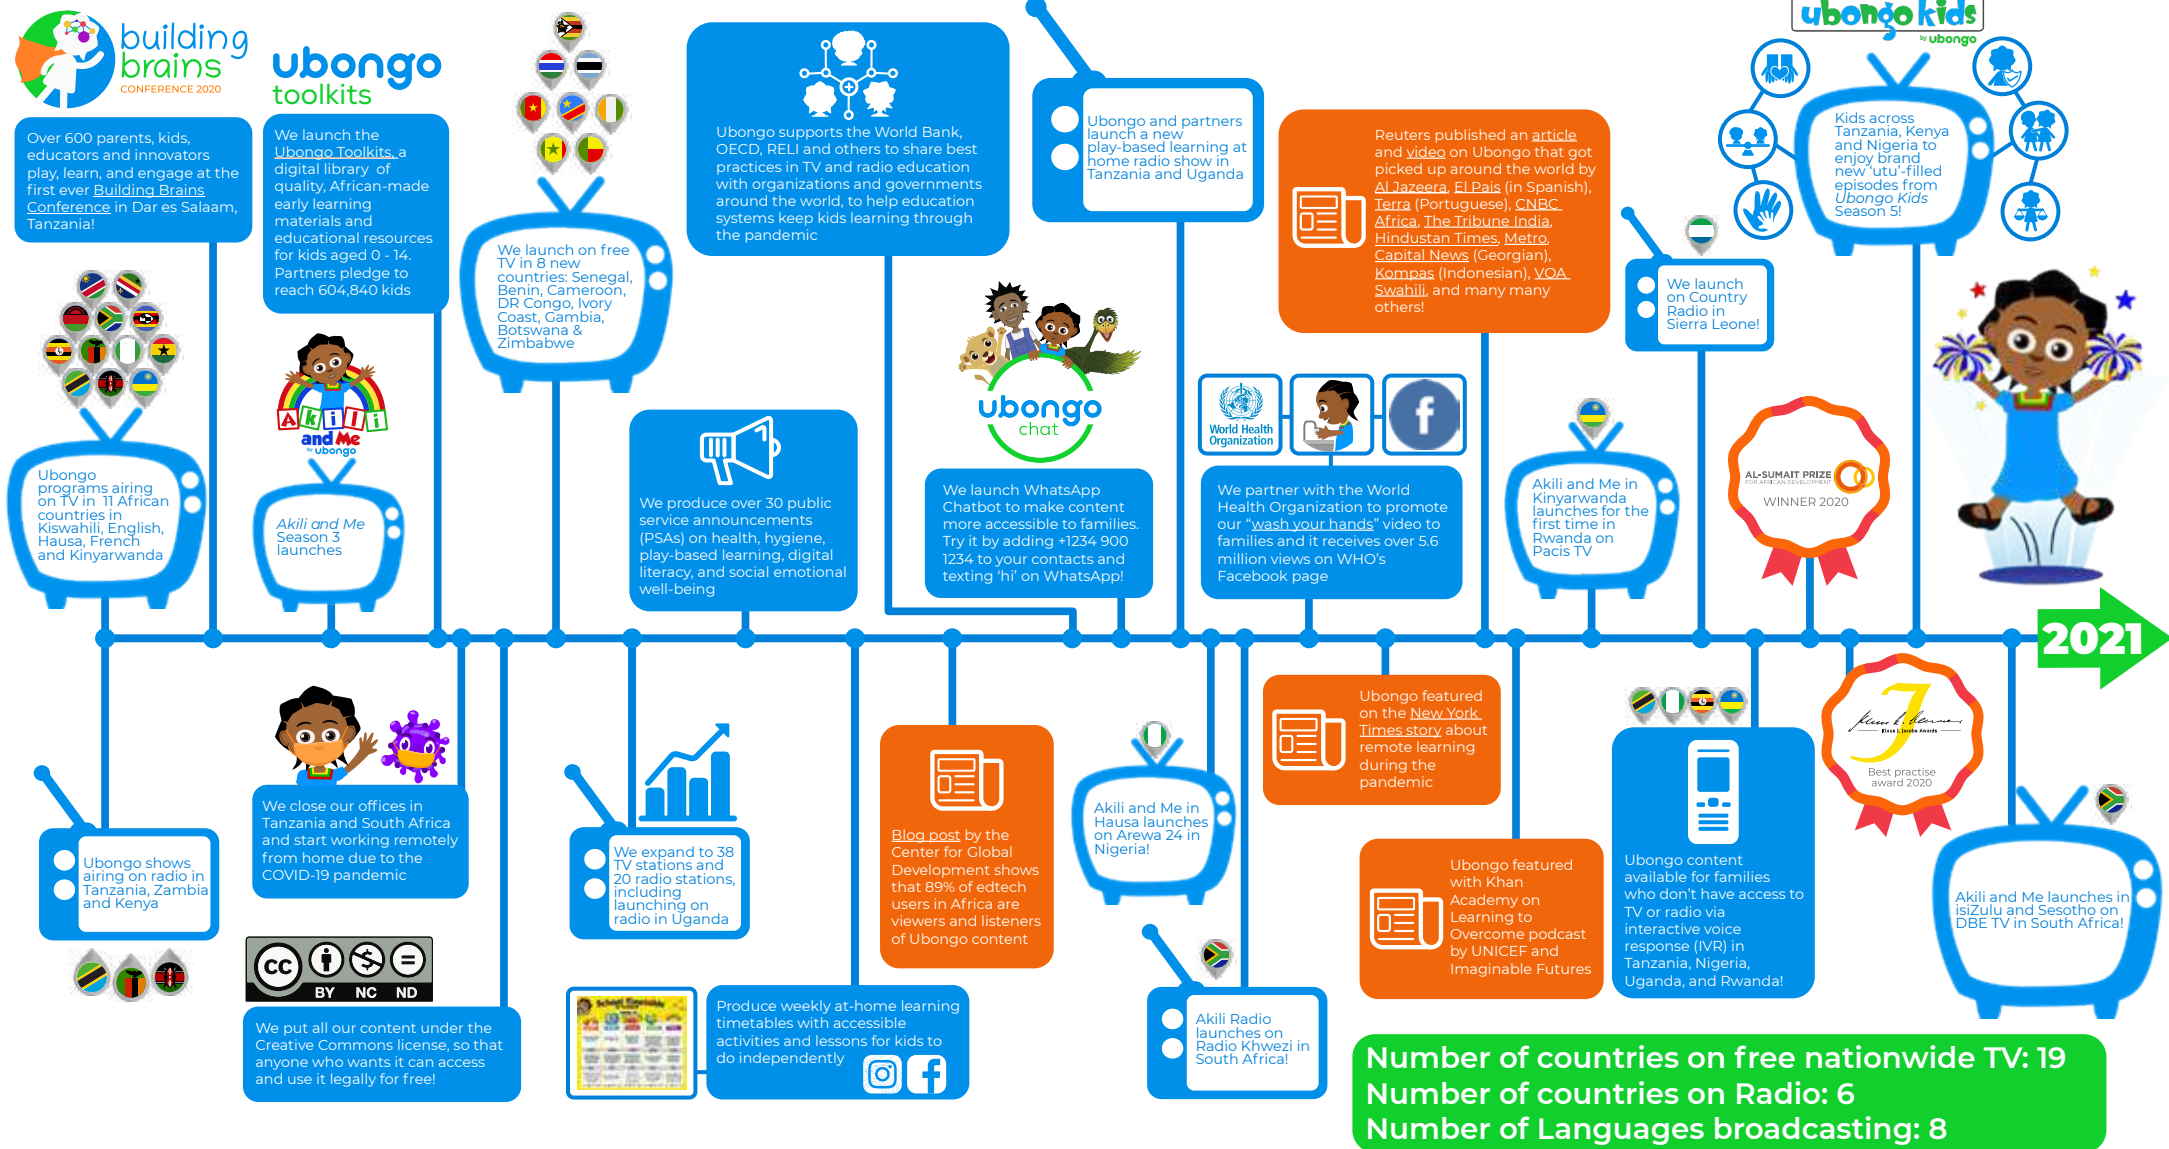 building
brains
CONFERENCE 2020
Over 600 parents, kids,
educators and innovators
play, learn, and engage at the
first ever Building Brains
Conference in Dar es Salaam,
Tanzania!
ubongo
toolkits
We launch the
Ubongo Toolkits, a
digital library of
quality, African-made
early learning
materials and
educational resources
for kids aged 0 - 14.
Partners pledge to
reach 604,840 kids
We launch on free
TV in 8 new
countries: Senegal,
Benin, Cameroon,
DR Congo, Ivory
Coast, Gambia,
Botswana &
Zimbabwe
Ubongo supports the World Bank,
OECD, RELI and others to share best
practices in TV and radio education
with organizations and governments
around the world, to help education
systems keep kids learning through
the pandemic
Ubongo and partners
launch a new
play-based learning at
home radio show in
Tanzania and Uganda
Reuters published an article
and video on Ubongo that got
picked up around the world by
Al Jazeera, El Pais (in Spanish),
Terra (Portuguese), CNBC
Africa, The Tribune India,
Hindustan Times, Metro,
Capital News (Georgian),
Kompas (Indonesian), VOA
Swahili, and many many
others!
We launch
on Country
Radio in
Sierra Leone!
ubongo kids
by ubongo
Kids across
Tanzania, Kenya
and Nigeria to
enjoy brand
new 'utu'-filled
episodes from
Ubongo Kids
Season 5!
Ubongo
programs airing
on TV in 11 African
countries in
Kiswahili, English,
Hausa, French
and Kinyarwanda
Akili
and Me
by ubongo
Akili and Me
Season 3
launches
We produce over 30 public
service announcements
(PSAs) on health, hygiene,
play-based learning, digital
literacy, and social emotional
well-being
ubongo
chat
We launch WhatsApp
Chatbot to make content
more accessible to families.
Try it by adding +1234 900
1234 to your contacts and
texting 'hi' on WhatsApp!
World Health
Organization
f
We partner with the World
Health Organization to promote
our "wash your hands" video to
families and it receives over 5.6
million views on WHO's
Facebook page
Akili and Me in
Kinyarwanda
launches for the
first time in
Rwanda on
Pacis TV
AL-SUMAIT PRIZE
FOR AFRICAN DEVELOPMENT
WINNER 2020
2021
Ubongo shows
airing on radio in
Tanzania, Zambia
and Kenya
We close our offices in
Tanzania and South Africa
and start working remotely
from home due to the
COVID-19 pandemic
cc
BY NC ND
We put all our content under the
Creative Commons license, so that
anyone who wants it can access
and use it legally for free!
We expand to 38
TV stations and
20 radio stations,
including
launching on
radio in Uganda
School Timetable
Produce weekly at-home learning
timetables with accessible
activities and lessons for kids to
do independently
Blog post by the
Center for Global
Development shows
that 89% of edtech
users in Africa are
viewers and listeners
of Ubongo content
Akili and Me in
Hausa launches
on Arewa 24 in
Nigeria!
Akili Radio
launches on
Radio Khwezi in
South Africa!
Ubongo featured
on the New York
Times story about
remote learning
during the
pandemic
Ubongo featured
with Khan
Academy on
Learning to
Overcome podcast
by UNICEF and
Imaginable Futures
Ubongo content
available for families
who don't have access to
TV or radio via
interactive voice
response (IVR) in
Tanzania, Nigeria,
Uganda, and Rwanda!
J
Klaus J. Jacobs Awards
Best practise
award 2020
Akili and Me launches in
isiZulu and Sesotho on
DBE TV in South Africa!
Number of countries on free nationwide TV: 19
Number of countries on Radio: 6
Number of Languages broadcasting: 8